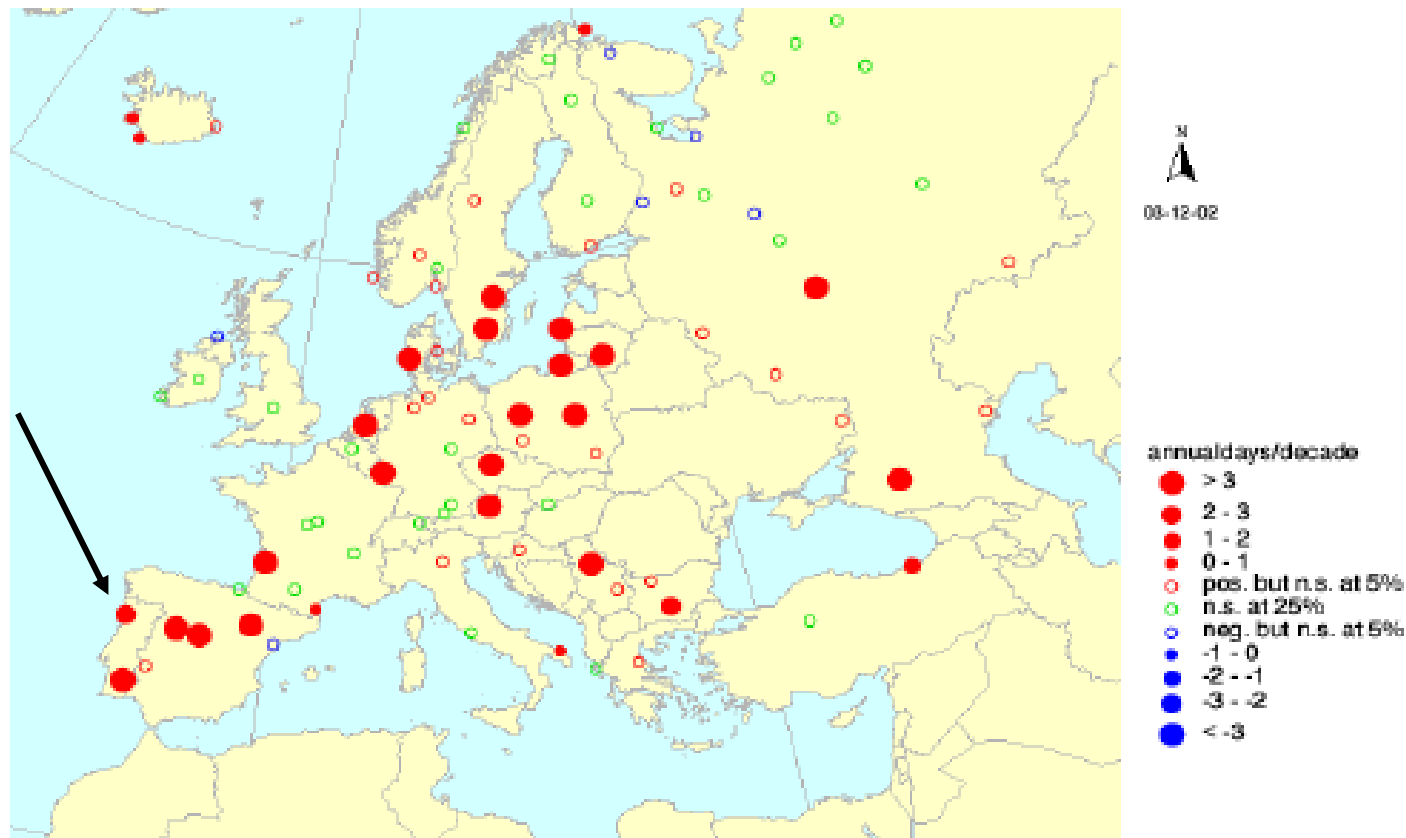 N
08-12-02
annualdays/decade
> 3
2 - 3
1 - 2
0 - 1
pos. but n.s. at 5%
n.s. at 25%
neg. but n.s. at 5%
-1 - 0
-2 - -1
-3 - -2
< -3